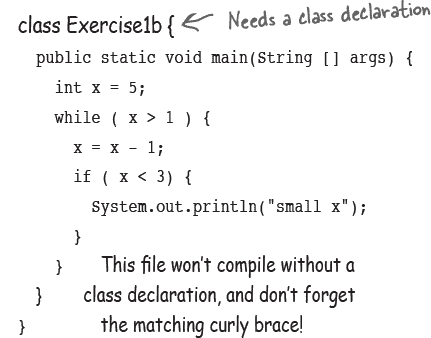 class Exercise1b { Needs a class declaration
public static void main(String [] args) {
int x = 5;
while ( x > 1 ) {
x = x - 1;
if ( x < 3) {
System.out.println("small x");
}
} This file won't compile without a
} class declaration, and don't forget
} the matching curly brace!